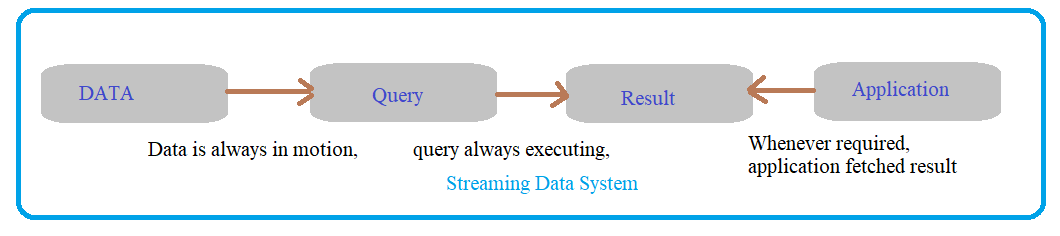 DATA
Query
Result
Application
Data is always in motion,
query always executing,
Whenever required,
application fetched result
Streaming Data System